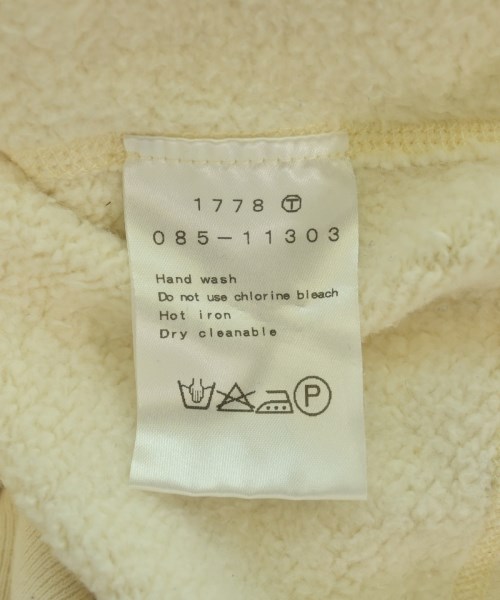 1778 Ⓣ
085-11303
Hand wash
Do not use chlorine bleach
Hot iron
Dry cleanable
P